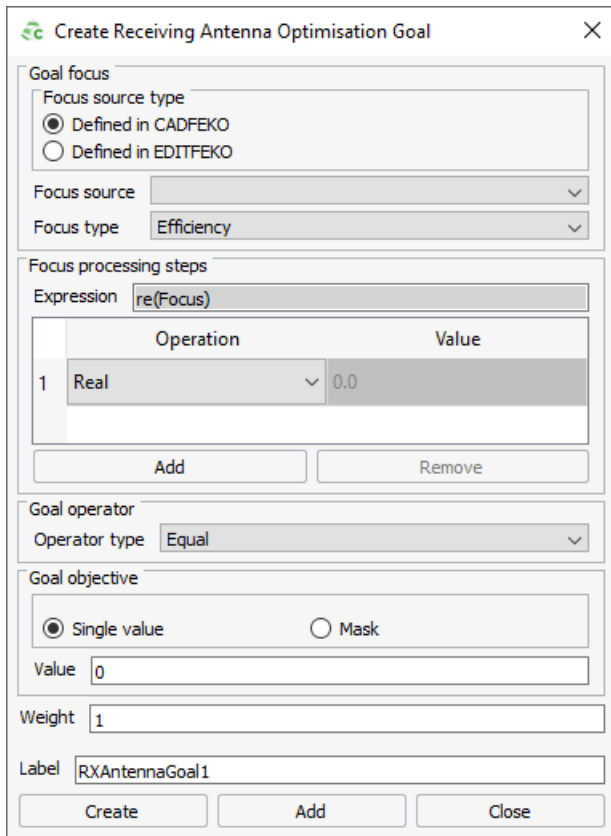 Create Receiving Antenna Optimisation Goal
Goal focus
Focus source type
Defined in CADFEKO
Defined in EDITFEKO
Focus source
Focus type Efficiency
Focus processing steps
Expression re(Focus)
Operation Value
1 Real 0.0
Add Remove
Goal operator
Operator type Equal
Goal objective
Single value Mask
Value 0
Weight 1
Label RXAntennaGoal1
Create Add Close